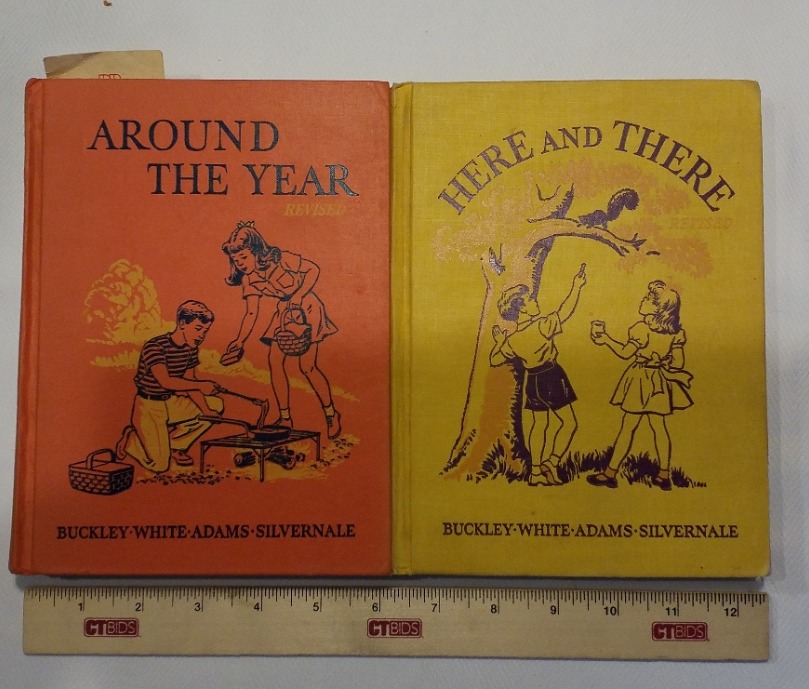 AROUND
THE YEAR
REVISED
BUCKLEY·WHITE·ADAMS·SILVERNALE
HERE AND THERE
REVISED
BUCKLEY·WHITE·ADAMS·SILVERNALE
1 2 3 4 5 6 7 8 9 10 11 12
CTBIDS CTBIDS CTBIDS